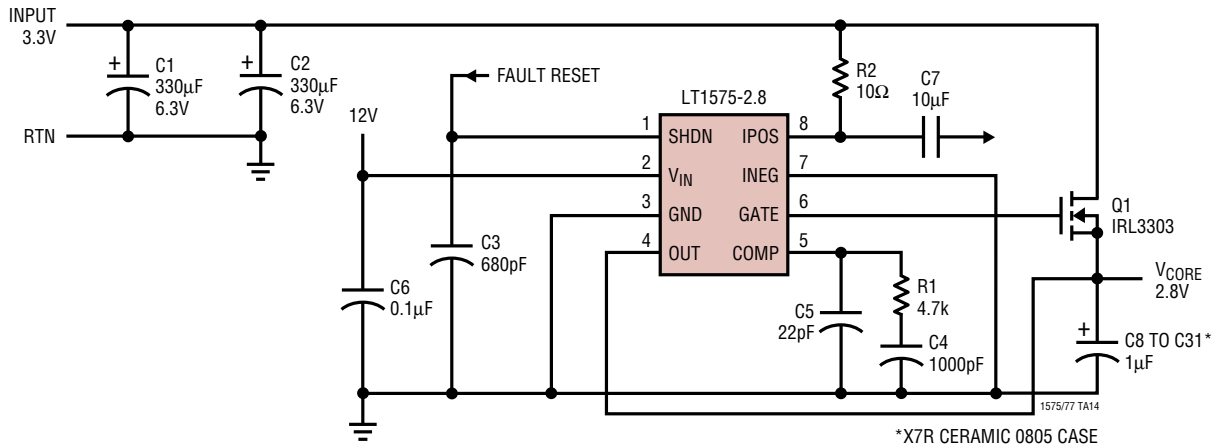 INPUT
3.3V
RTN
+
C1
330µF
6.3V
+
C2
330µF
6.3V
12V
FAULT RESET
C6
0.1µF
C3
680pF
LT1575-2.8
1
2
3
4
SHDN
VIN
GND
OUT
IPOS
INEG
GATE
COMP
8
7
6
5
R2
10Ω
C7
10µF
C5
22pF
R1
4.7k
C4
1000pF
Q1
IRL3303
VCORE
2.8V
+
C8 TO C31*
1µF
1575/77 TA14
*X7R CERAMIC 0805 CASE